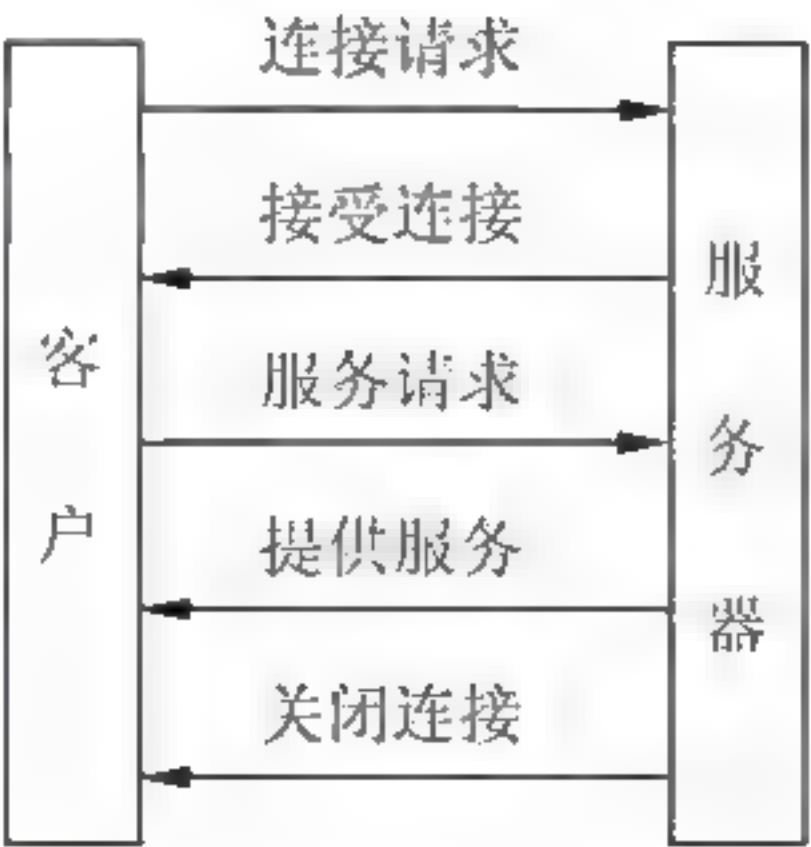 连接请求
接受连接
服务请求
提供服务
关闭连接
客户
服务器